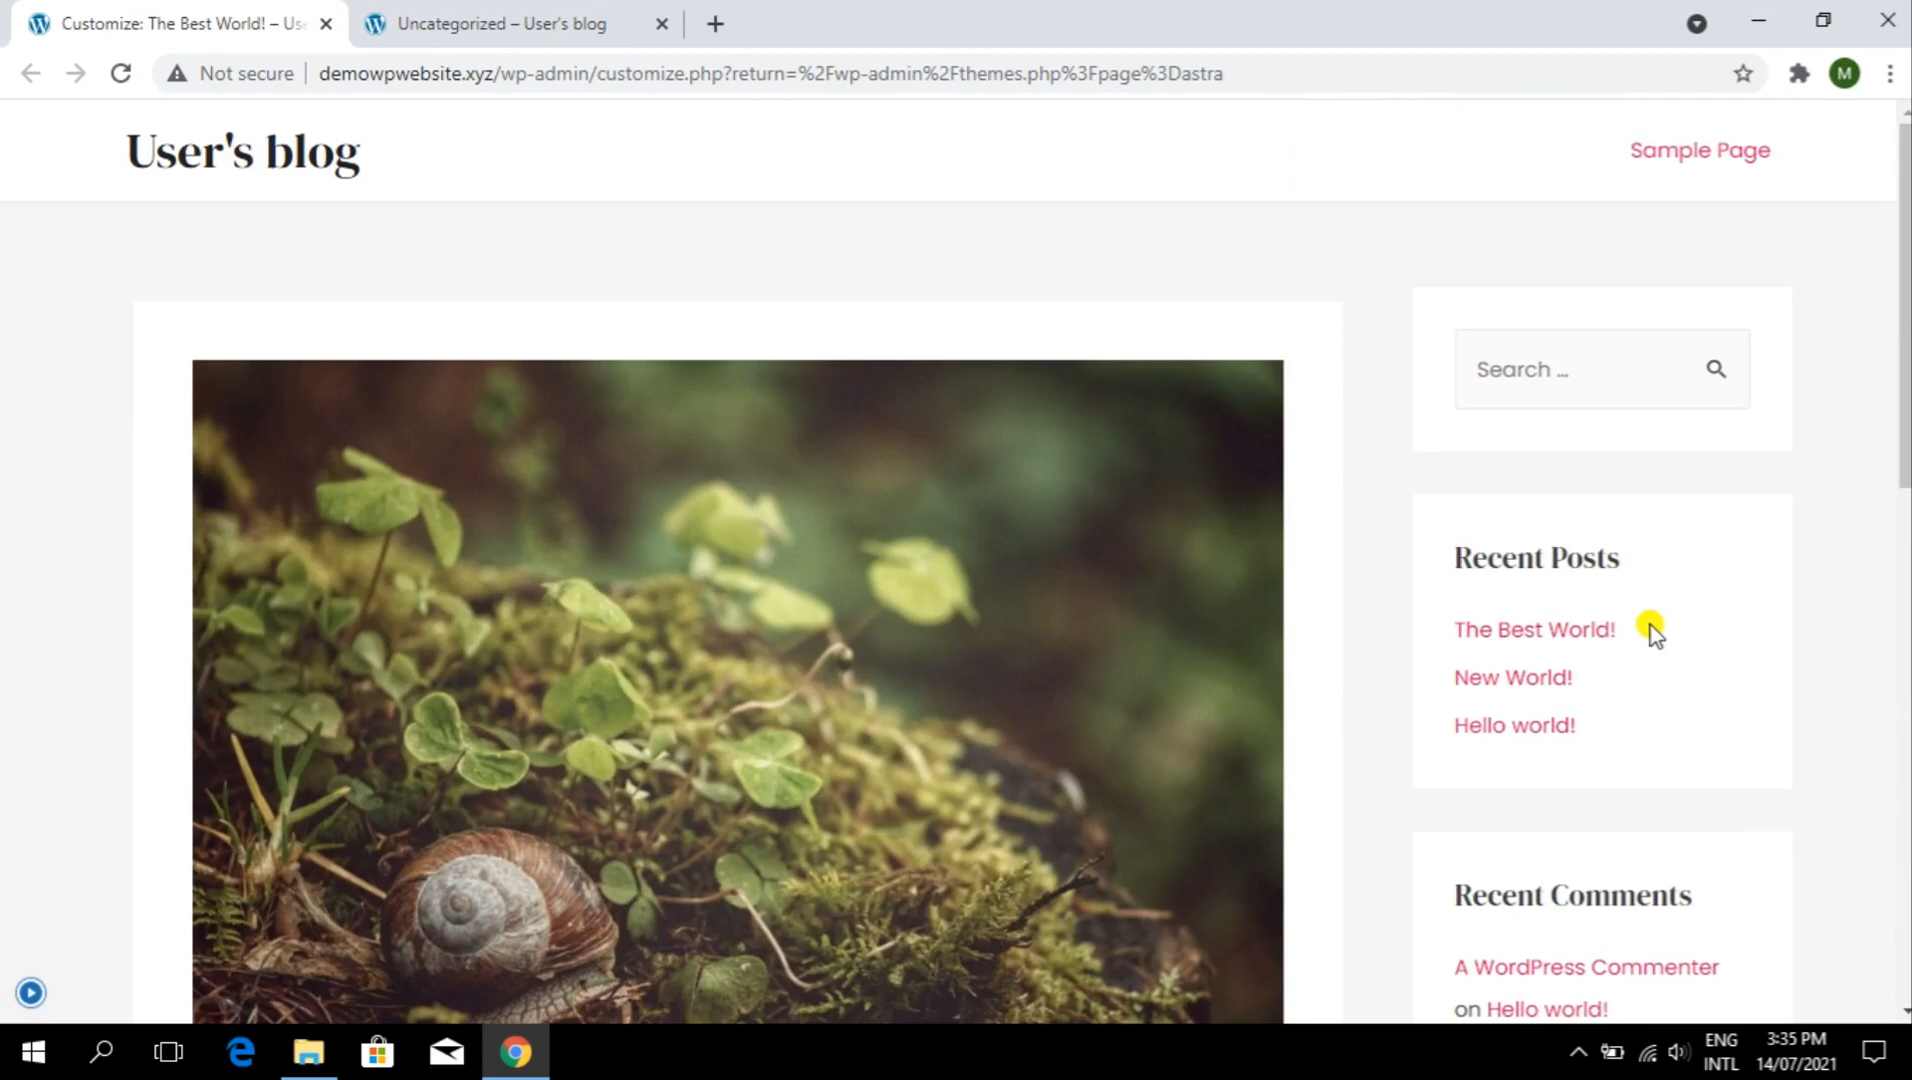 Customize: The Best World! – Use
Uncategorized – User's blog
M
Not secure
demowpwebsite.xyz/wp-admin/customize.php?return=%2Fwp-admin%2Fthemes.php%3Fpage%3Dastra
User's blog
Sample Page
Search ...
Recent Posts
The Best World!
New World!
Hello world!
Recent Comments
A WordPress Commenter
on Hello world!
ENG
INTL
3:35 PM
14/07/2021